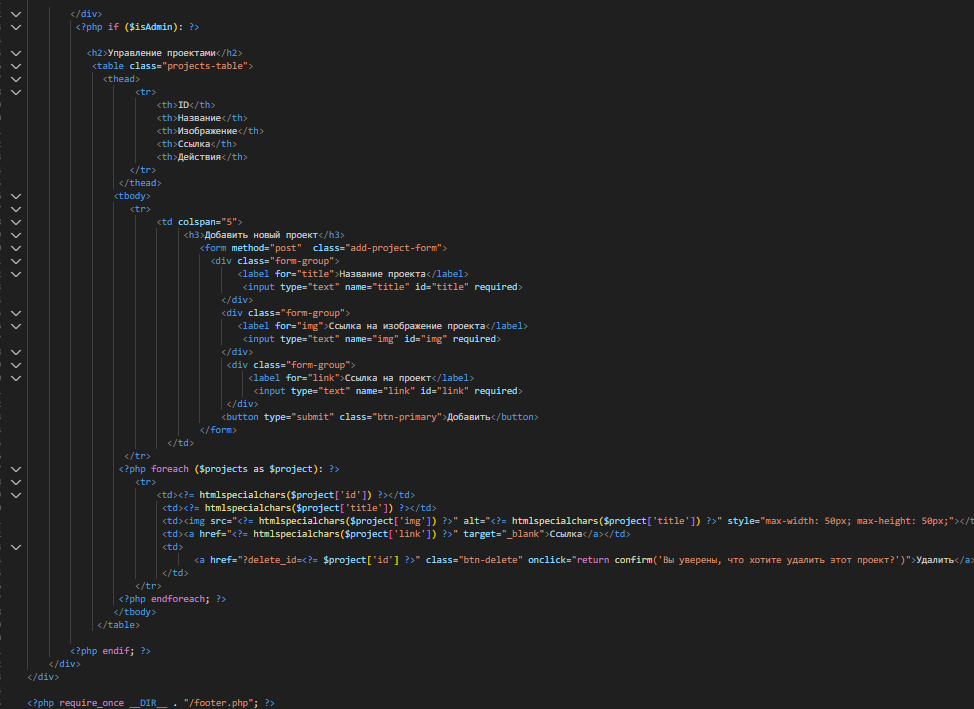 </div>
<?php if ($isAdmin): ?>
<h2>Управление проектами</h2>
<table class="projects-table">
<thead>
<tr>
<th>ID</th>
<th>Название</th>
<th>Изображение</th>
<th>Ссылка</th>
<th>Действия</th>
</tr>
</thead>
<tbody>
<tr>
<td colspan="5">
<h3>Добавить новый проект</h3>
<form method="post"  class="add-project-form">
<div class="form-group">
<label for="title">Название проекта</label>
<input type="text" name="title" id="title" required>
</div>
<div class="form-group">
<label for="img">Ссылка на изображение проекта</label>
<input type="text" name="img" id="img" required>
</div>
<div class="form-group">
<label for="link">Ссылка на проект</label>
<input type="text" name="link" id="link" required>
</div>
<button type="submit" class="btn-primary">Добавить</button>
</form>
</td>
</tr>
<?php foreach ($projects as $project): ?>
<tr>
<td><?= htmlspecialchars($project['id']) ?></td>
<td><?= htmlspecialchars($project['title']) ?></td>
<td><img src="<?= htmlspecialchars($project['img']) ?>" alt="<?= htmlspecialchars($project['title']) ?>" style="max-width: 50px; max-height: 50px;"></t
<td><a href="<?= htmlspecialchars($project['link']) ?>" target="_blank">Ссылка</a></td>
<td>
<a href="?delete_id=<?= $project['id'] ?>" class="btn-delete" onclick="return confirm('Вы уверены, что хотите удалить этот проект?')">Удалить</a>
</td>
</tr>
<?php endforeach; ?>
</tbody>
</table>
<?php endif; ?>
</div>
</div>
<?php require_once __DIR__ . "/footer.php"; ?>